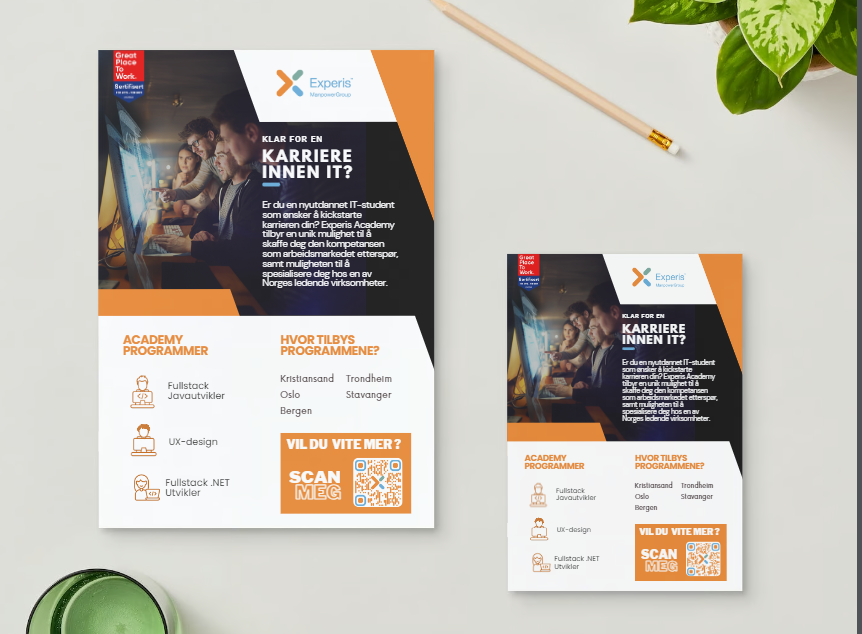 Great
Place
To
Work.
Sertifisert
Experis
ManpowerGroup
KLAR FOR EN
KARRIERE
INNEN IT?
Er du en nyutdannet IT-student
som ønsker å kickstarte
karrieren din? Experis Academy
tilbyr en unik mulighet til å
skaffe deg den kompetansen
som arbeidsmarkedet etterspør,
samt muligheten til å
spesialisere deg hos en av
Norges ledende virksomheter.
ACADEMY
PROGRAMMER
Fullstack
Javautvikler
UX-design
Fullstack .NET
Utvikler
HVOR TILBYS
PROGRAMMENE?
Kristiansand Trondheim
Oslo Stavanger
Bergen
VIL DU VITE MER ?
SCAN
MEG
Great
Place
To
Work.
Sertifisert
Experis
ManpowerGroup
KLAR FOR EN
KARRIERE
INNEN IT?
Er du en nyutdannet IT-student
som ønsker å kickstarte
karrieren din? Experis Academy
tilbyr en unik mulighet til å
skaffe deg den kompetansen
som arbeidsmarkedet etterspør,
samt muligheten til å
spesialisere deg hos en av
Norges ledende virksomheter.
ACADEMY
PROGRAMMER
Fullstack
Javautvikler
UX-design
Fullstack .NET
Utvikler
HVOR TILBYS
PROGRAMMENE?
Kristiansand Trondheim
Oslo Stavanger
Bergen
VIL DU VITE MER ?
SCAN
MEG